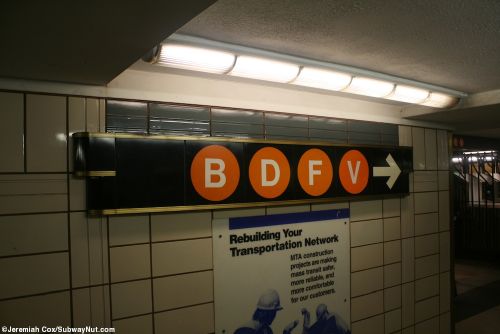 B D F V →
Rebuilding Your
Transportation Network
MTA construction
projects are making
mass transit safer,
more reliable, and
more comfortable
for our customers.
©Jeremiah Cox/SubwayNut.com